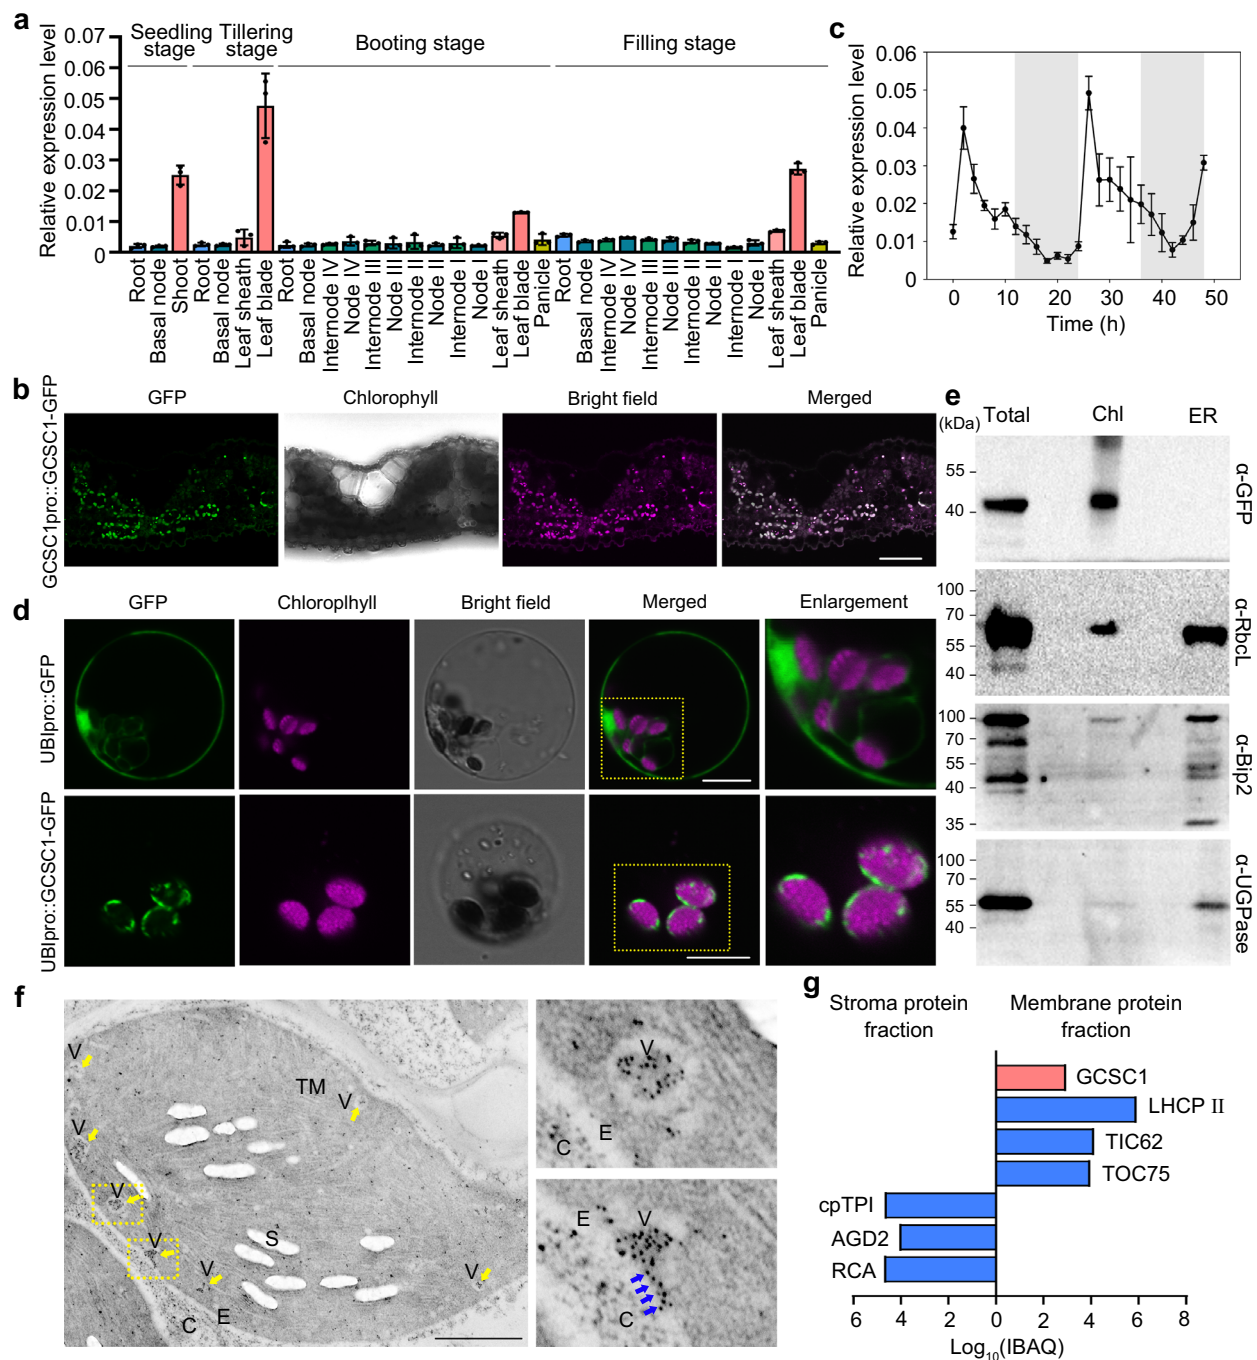 a
Seedling stage
Tillering stage
Booting stage
Filling stage
Relative expression level
0.07
0.06
0.05
0.04
0.03
0.02
0.01
0
Root
Basal node
Shoot
Root
Basal node
Leaf sheath
Leaf blade
Root
Basal node
Internode IV
Node IV
Internode III
Node III
Internode II
Node II
Internode I
Node I
Leaf sheath
Leaf blade
Panicle
Root
Basal node
Internode IV
Node IV
Internode III
Node III
Internode II
Node II
Internode I
Node I
Leaf sheath
Leaf blade
Panicle
c
Relative expression level
0.06
0.05
0.04
0.03
0.02
0.01
0
0 10 20 30 40 50
Time (h)
b
GFP Chlorophyll Bright field Merged
GCSC1pro::GCSC1-GFP
d
GFP Chloroplhyll Bright field Merged Enlargement
UBIpro::GFP
UBIpro::GCSC1-GFP
e
(kDa) Total Chl ER
55
40
α-GFP
100
70
55
40
α-RbcL
100
70
55
40
35
α-Bip2
100
70
55
40
α-UGPase
f
V
TM
V
V
V
V
S
V
V
E
C
V
E
C
E
V
C
g
Stroma protein fraction
Membrane protein fraction
GCSC1
LHCP II
TIC62
TOC75
cpTPI
AGD2
RCA
6 4 2 0 2 4 6 8
Log10(IBAQ)